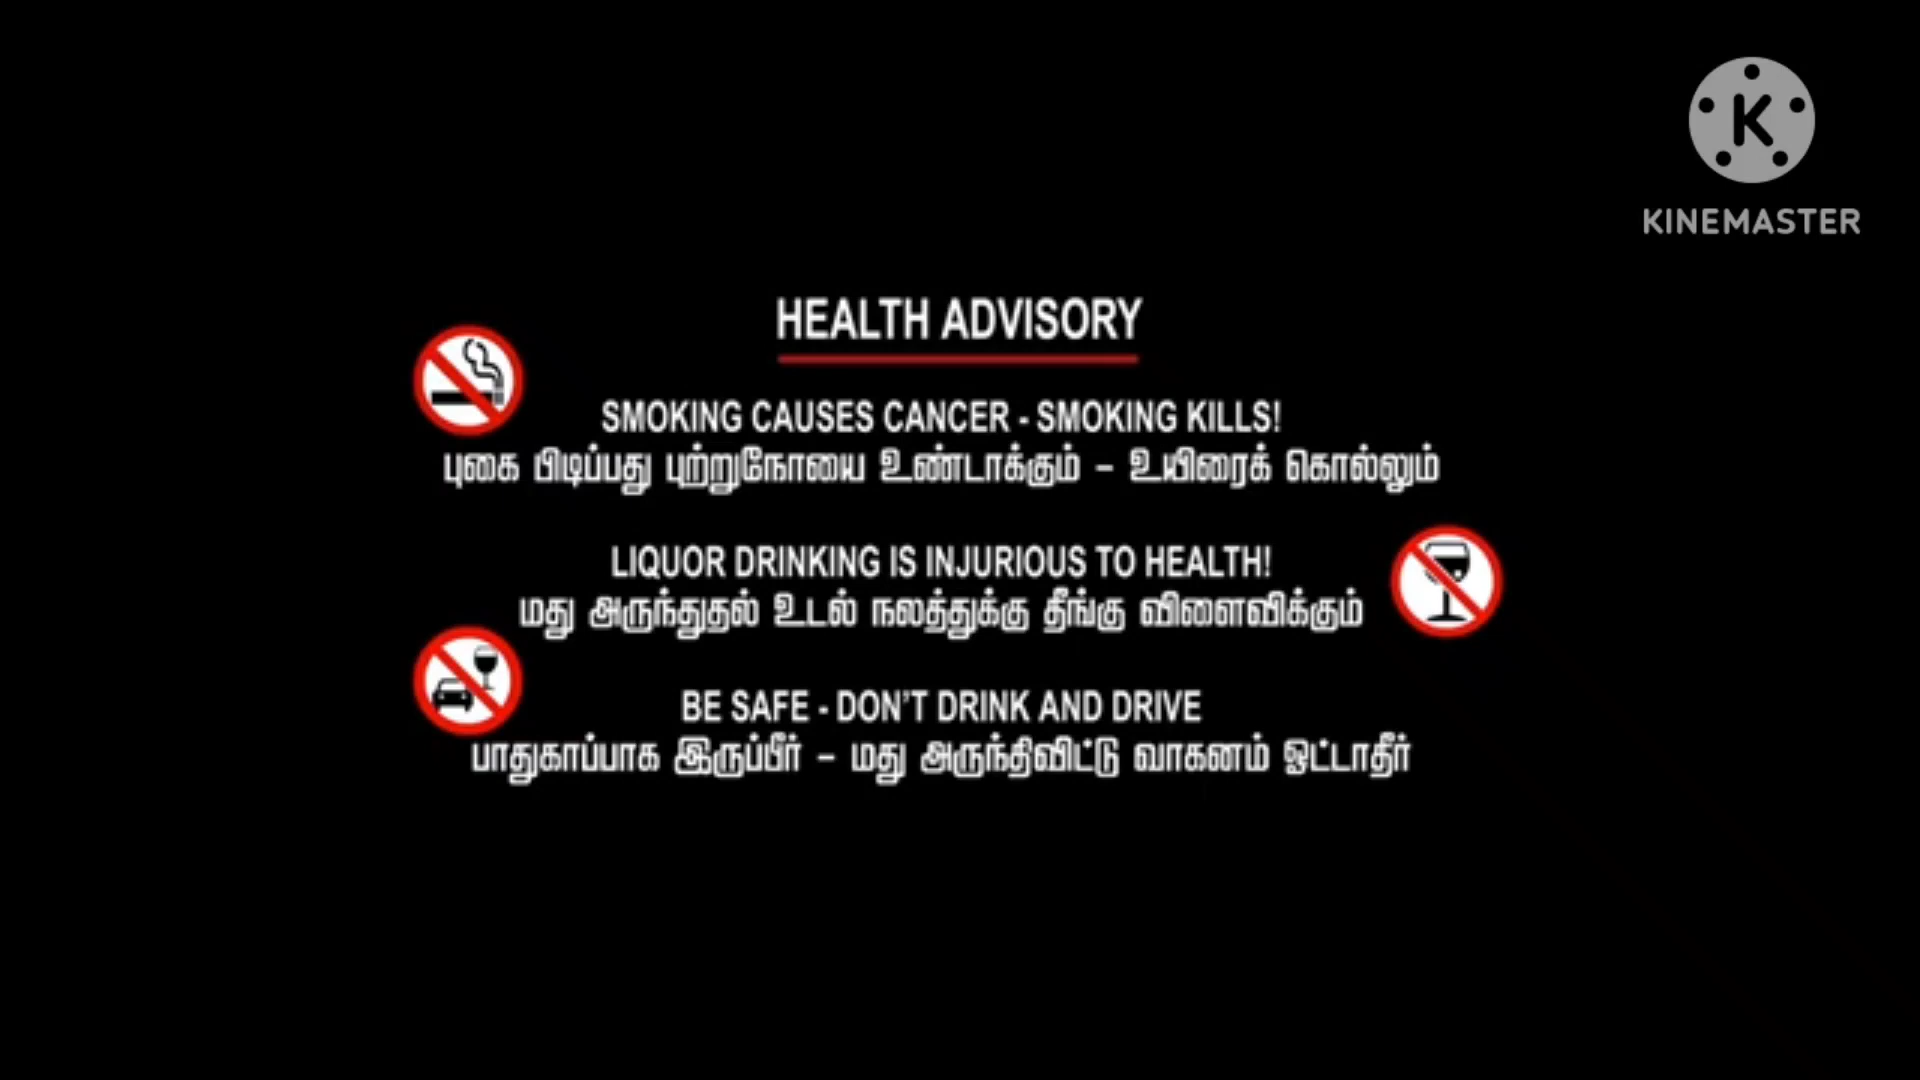 K
KINEMASTER
HEALTH ADVISORY
SMOKING CAUSES CANCER - SMOKING KILLS!
புகை பிடிப்பது புற்றுநோயை உண்டாக்கும் – உயிரைக் கொல்லும்
LIQUOR DRINKING IS INJURIOUS TO HEALTH!
மது அருந்துதல் உடல் நலத்துக்கு தீங்கு விளைவிக்கும்
BE SAFE - DON'T DRINK AND DRIVE
பாதுகாப்பாக இருப்பீர் – மது அருந்திவிட்டு வாகனம் ஓட்டாதீர்